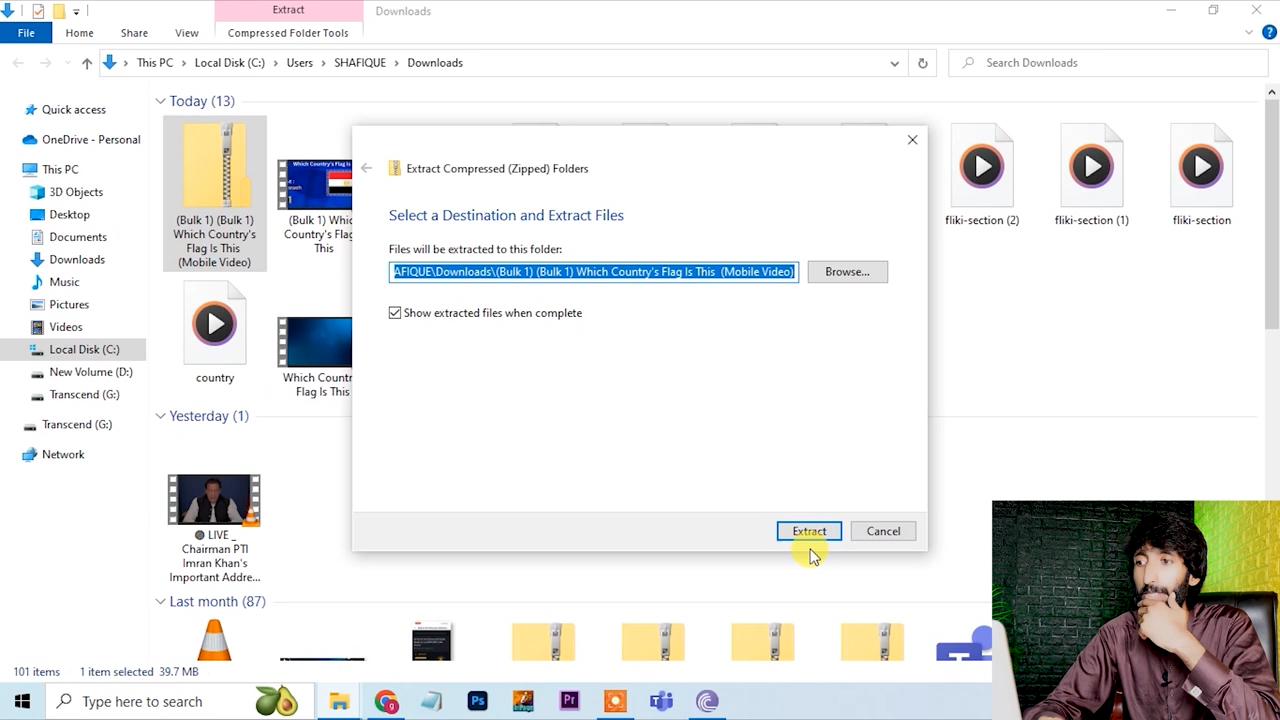 Extract
Downloads
File
Home
Share
View
Compressed Folder Tools
This PC
Local Disk (C:)
Users
SHAFIQUE
Downloads
Search Downloads
Quick access
OneDrive - Personal
This PC
3D Objects
Desktop
Documents
Downloads
Music
Pictures
Videos
Local Disk (C:)
New Volume (D:)
Transcend (G:)
Transcend (G:)
Network
Today (13)
(Bulk 1) (Bulk 1)
Which Country's
Flag Is This
(Mobile Video)
Which Country's Flag Is This
(Bulk 1) Whic
Country's Fla
This
fliki-section (2)
fliki-section (1)
fliki-section
country
Which Countr
Flag Is This
Extract Compressed (Zipped) Folders
Select a Destination and Extract Files
Files will be extracted to this folder:
AFIQUE\Downloads\(Bulk 1) (Bulk 1) Which Country's Flag Is This (Mobile Video)
Browse...
Show extracted files when complete
Extract
Cancel
Yesterday (1)
LIVE _
Chairman PTI
Imran Khan's
Important Addre...
Last month (87)
101 items
1 item selected 39.7 MB
Type here to search
Ps
Pr